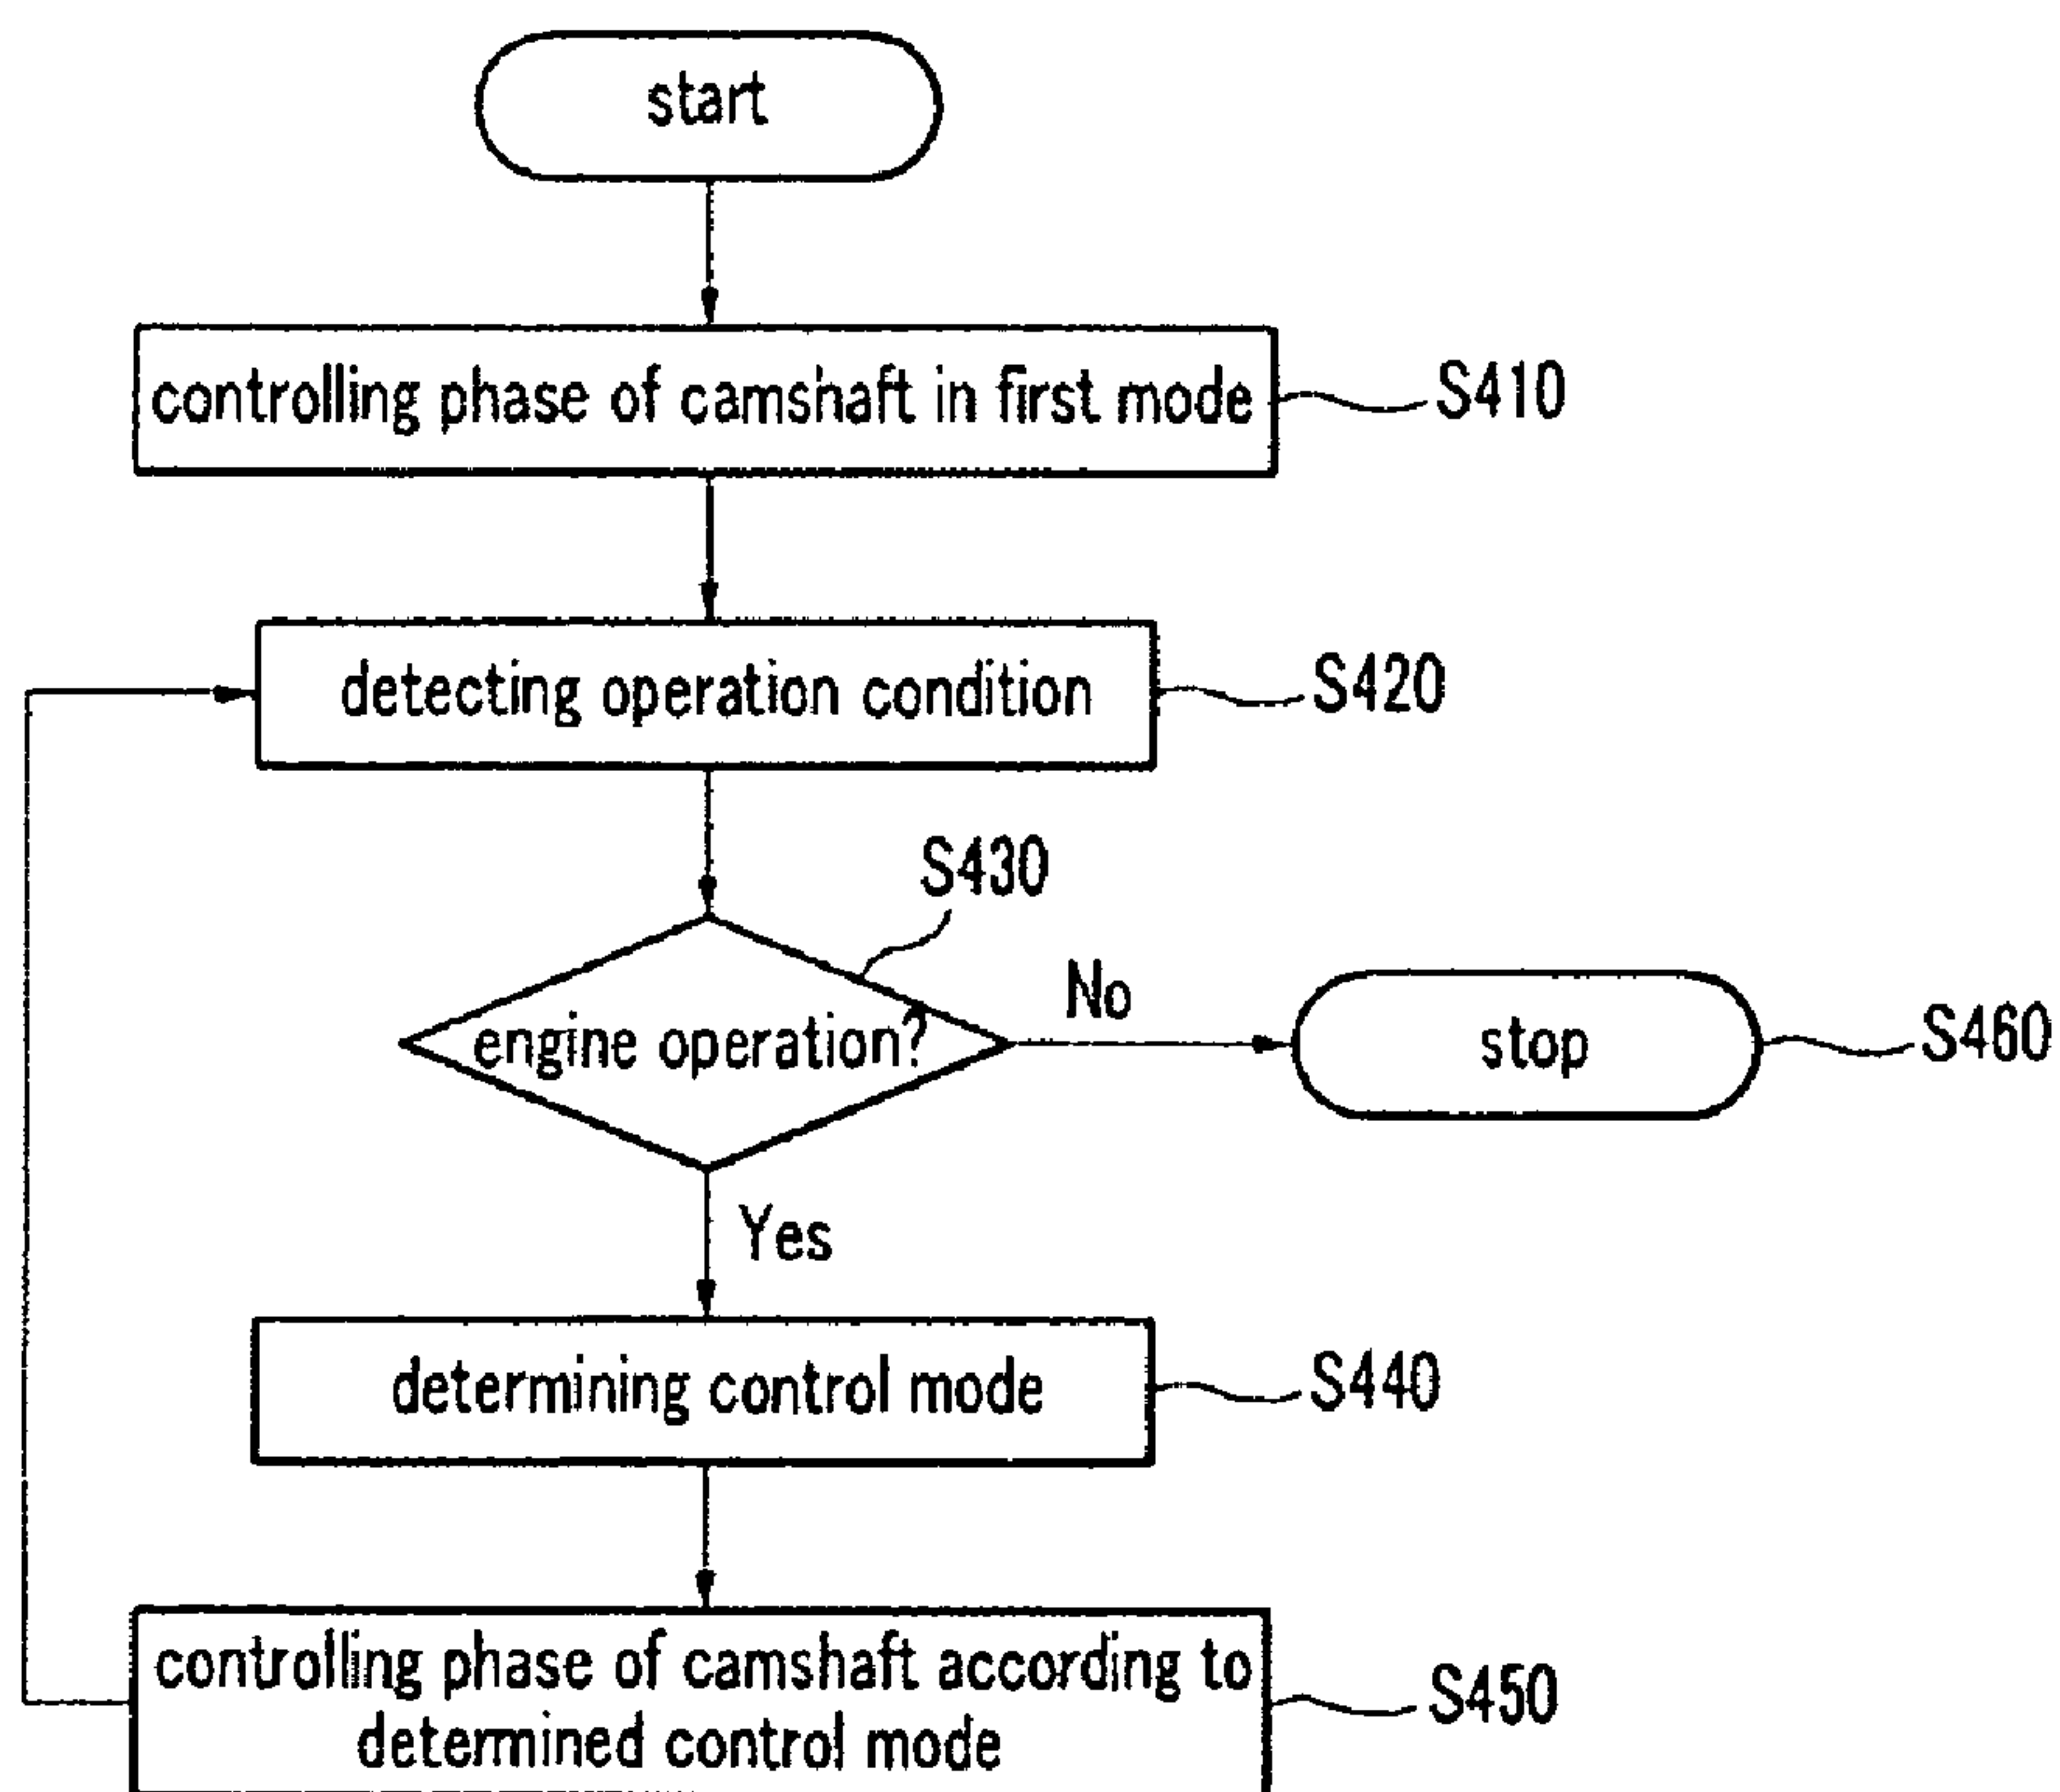 start
controlling phase of camshaft in first mode
S410
detecting operation condition
S420
S430
engine operation?
No
stop
S460
Yes
determining control mode
S440
controlling phase of camshaft according to
determined control mode
S450